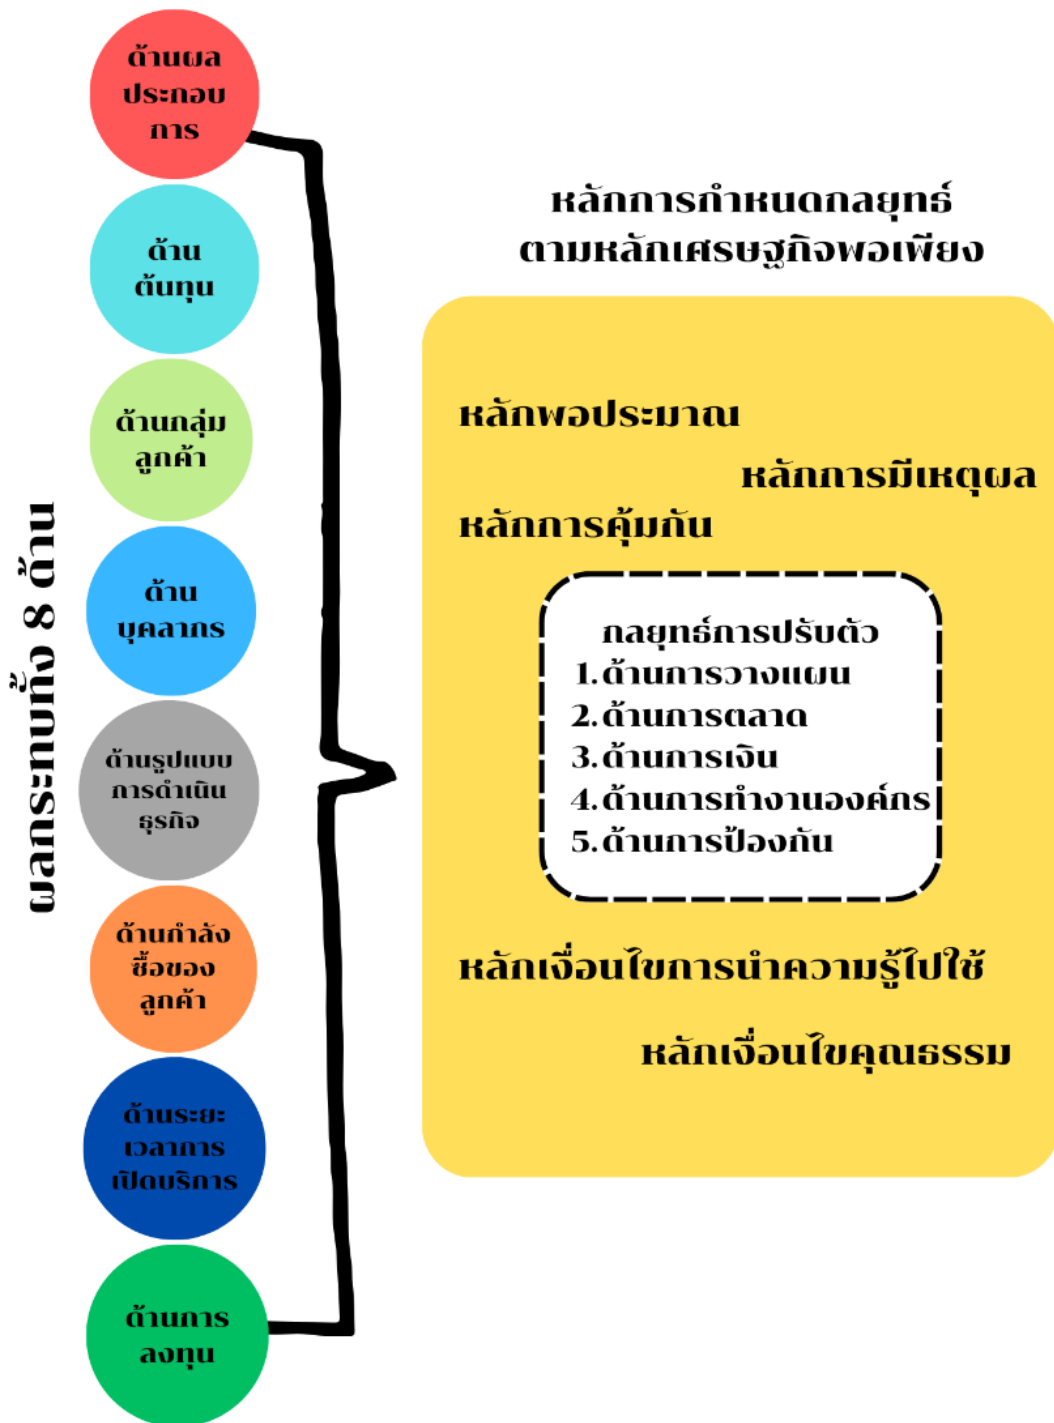 ผลกระทบทั้ง 8 ด้าน
ด้านผล
ประกอบ
การ
ด้าน
ต้นทุน
ด้านกลุ่ม
ลูกค้า
ด้าน
บุคลากร
ด้านรูปแบบ
การดำเนิน
ธุรกิจ
ด้านกำลัง
ซื้อของ
ลูกค้า
ด้านระยะ
เวลาการ
เปิดบริการ
ด้านการ
ลงทุน
หลักการกำหนดกลยุทธ์
ตามหลักเศรษฐกิจพอเพียง
หลักพอประมาณ
หลักการมีเหตุผล
หลักการคุ้มกัน
กลยุทธ์การปรับตัว
1.ด้านการวางแผน
2.ด้านการตลาด
3.ด้านการเงิน
4.ด้านการทำงานองค์กร
5.ด้านการป้องกัน
หลักเงื่อนไขการนำความรู้ไปใช้
หลักเงื่อนไขคุณธรรม